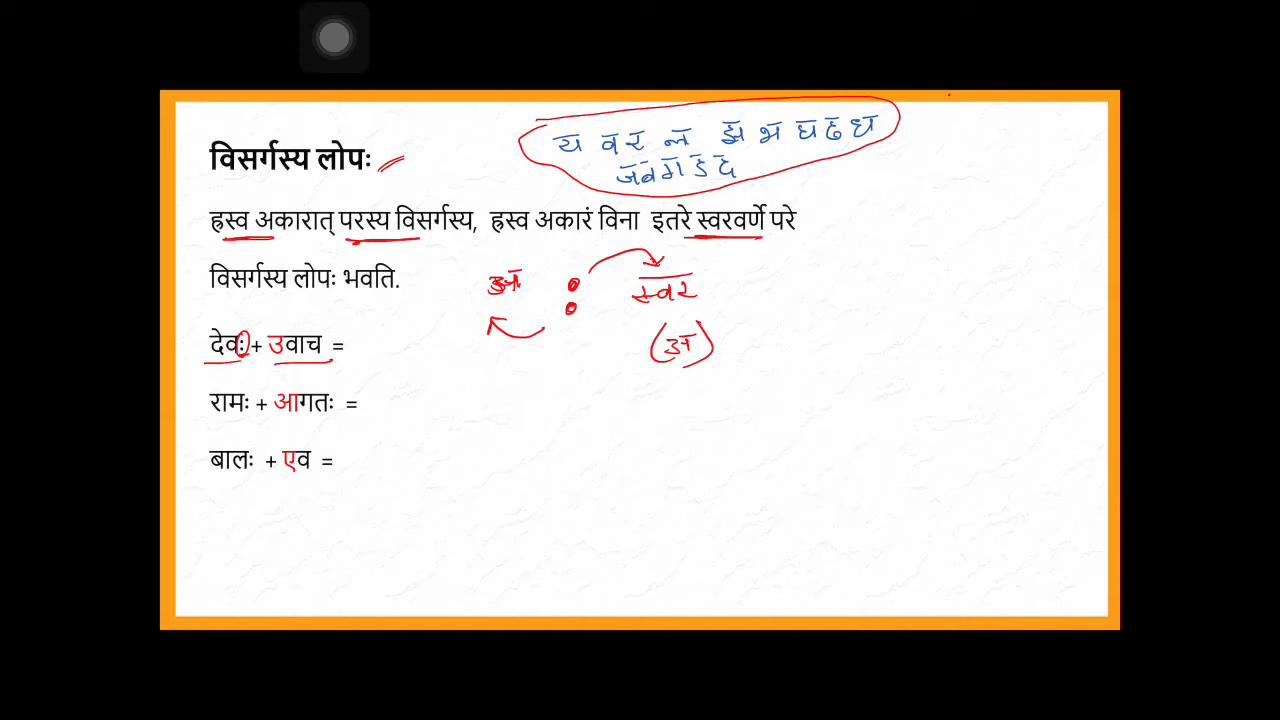 य व र ल झ भ घ ढ ध
ज ब ग ड द
विसर्गस्य लोपः
ह्रस्व अकारात् परस्य विसर्गस्य, ह्रस्व अकारं विना इतरे स्वरवर्णे परे
विसर्गस्य लोपः भवति.
अ : स्वर
देवः + उवाच =
(अ)
रामः + आगतः =
बालः + एव =